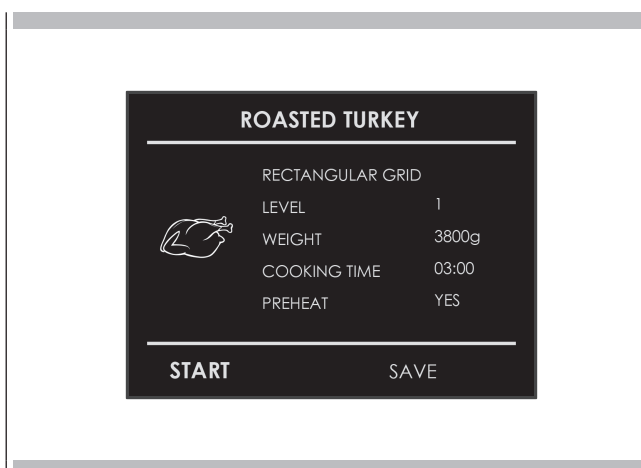 ROASTED TURKEY
RECTANGULAR GRID
LEVEL 1
WEIGHT 3800g
COOKING TIME 03:00
PREHEAT YES
START SAVE